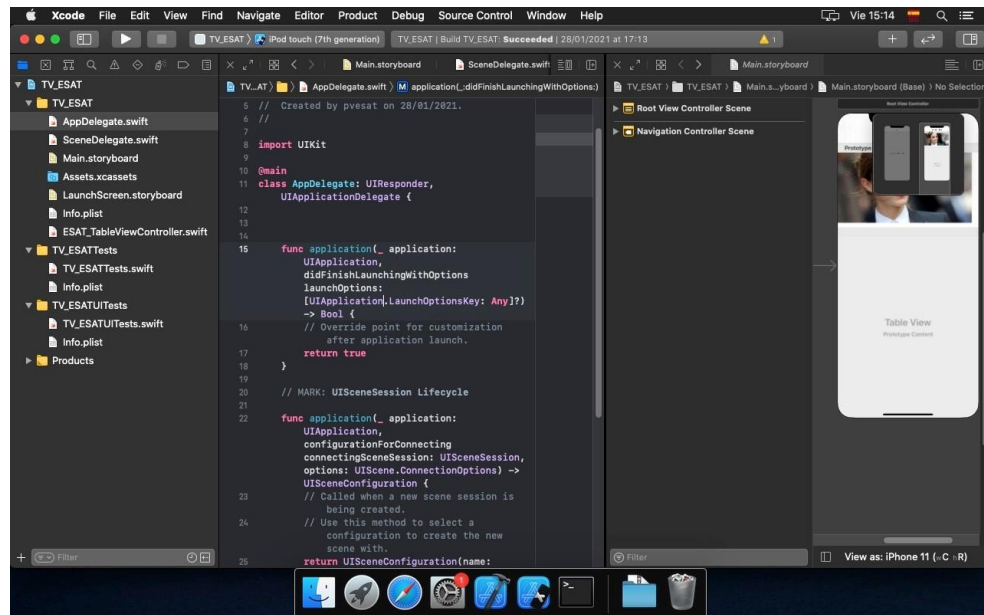 Xcode File Edit View Find Navigate Editor Product Debug Source Control Window Help Vie 15:14
TV_ESAT 〉 iPod touch (7th generation) TV_ESAT | Build TV_ESAT: Succeeded | 28/01/2021 at 17:13 1
Main.storyboard SceneDelegate.swift Main.storyboard
TV...AT 〉 AppDelegate.swift 〉 M application(_:didFinishLaunchingWithOptions:)
TV_ESAT 〉 TV_ESAT 〉 Main.s...yboard 〉 Main.storyboard (Base) 〉 No Selection
TV_ESAT
TV_ESAT
AppDelegate.swift
SceneDelegate.swift
Main.storyboard
Assets.xcassets
LaunchScreen.storyboard
Info.plist
ESAT_TableViewController.swift
TV_ESATTests
TV_ESATTests.swift
Info.plist
TV_ESATUITests
TV_ESATUITests.swift
Info.plist
Products
Filter
5 // Created by pvesat on 28/01/2021.
6 //
7
8 import UIKit
9
10 @main
11 class AppDelegate: UIResponder,
UIApplicationDelegate {
12
13
14
15 func application(_ application:
UIApplication,
didFinishLaunchingWithOptions
launchOptions:
[UIApplication.LaunchOptionsKey: Any]?)
-> Bool {
16 // Override point for customization
after application launch.
17 return true
18 }
19
20 // MARK: UISceneSession Lifecycle
21
22 func application(_ application:
UIApplication,
configurationForConnecting
connectingSceneSession: UISceneSession,
options: UIScene.ConnectionOptions) ->
UISceneConfiguration {
23 // Called when a new scene session is
being created.
24 // Use this method to select a
configuration to create the new
scene with.
25 return UISceneConfiguration(name:
Root View Controller Scene
Navigation Controller Scene
Filter
Root View Controller
Prototype
Table View
Prototype Content
View as: iPhone 11 (wC hR)
1